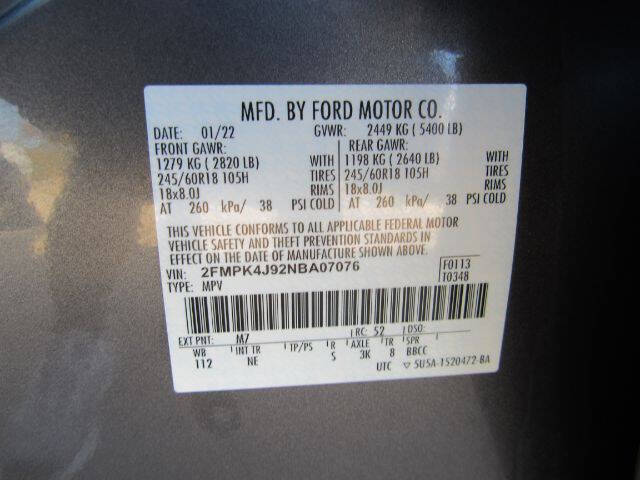 MFD. BY FORD MOTOR CO.
DATE: 01/22 GVWR: 2449 KG ( 5400 LB)
FRONT GAWR: REAR GAWR:
1279 KG ( 2820 LB) WITH 1198 KG ( 2640 LB) WITH
245/60R18 105H TIRES 245/60R18 105H TIRES
18x8.0J RIMS 18x8.0J RIMS
AT 260 kPa/ 38 PSI COLD AT 260 kPa/ 38 PSI COLD
THIS VEHICLE CONFORMS TO ALL APPLICABLE FEDERAL MOTOR
VEHICLE SAFETY AND THEFT PREVENTION STANDARDS IN
EFFECT ON THE DATE OF MANUFACTURE SHOWN ABOVE.
VIN: 2FMPK4J92NBA07076 F0113
TYPE: MPV T0348
EXT PNT: M7 RC: 52 DSO:
WB INT TR TP/PS R AXLE TR SPR
112 NE S 3K 8 BBCC
UTC ▽ 5U5A-1520472-BA